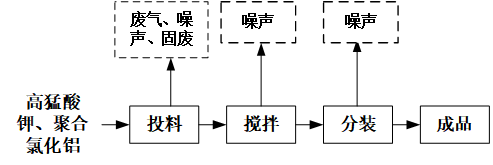 废气、噪
声、固废
噪声
噪声
高锰酸
钾、聚合
氯化铝
投料
搅拌
分装
成品